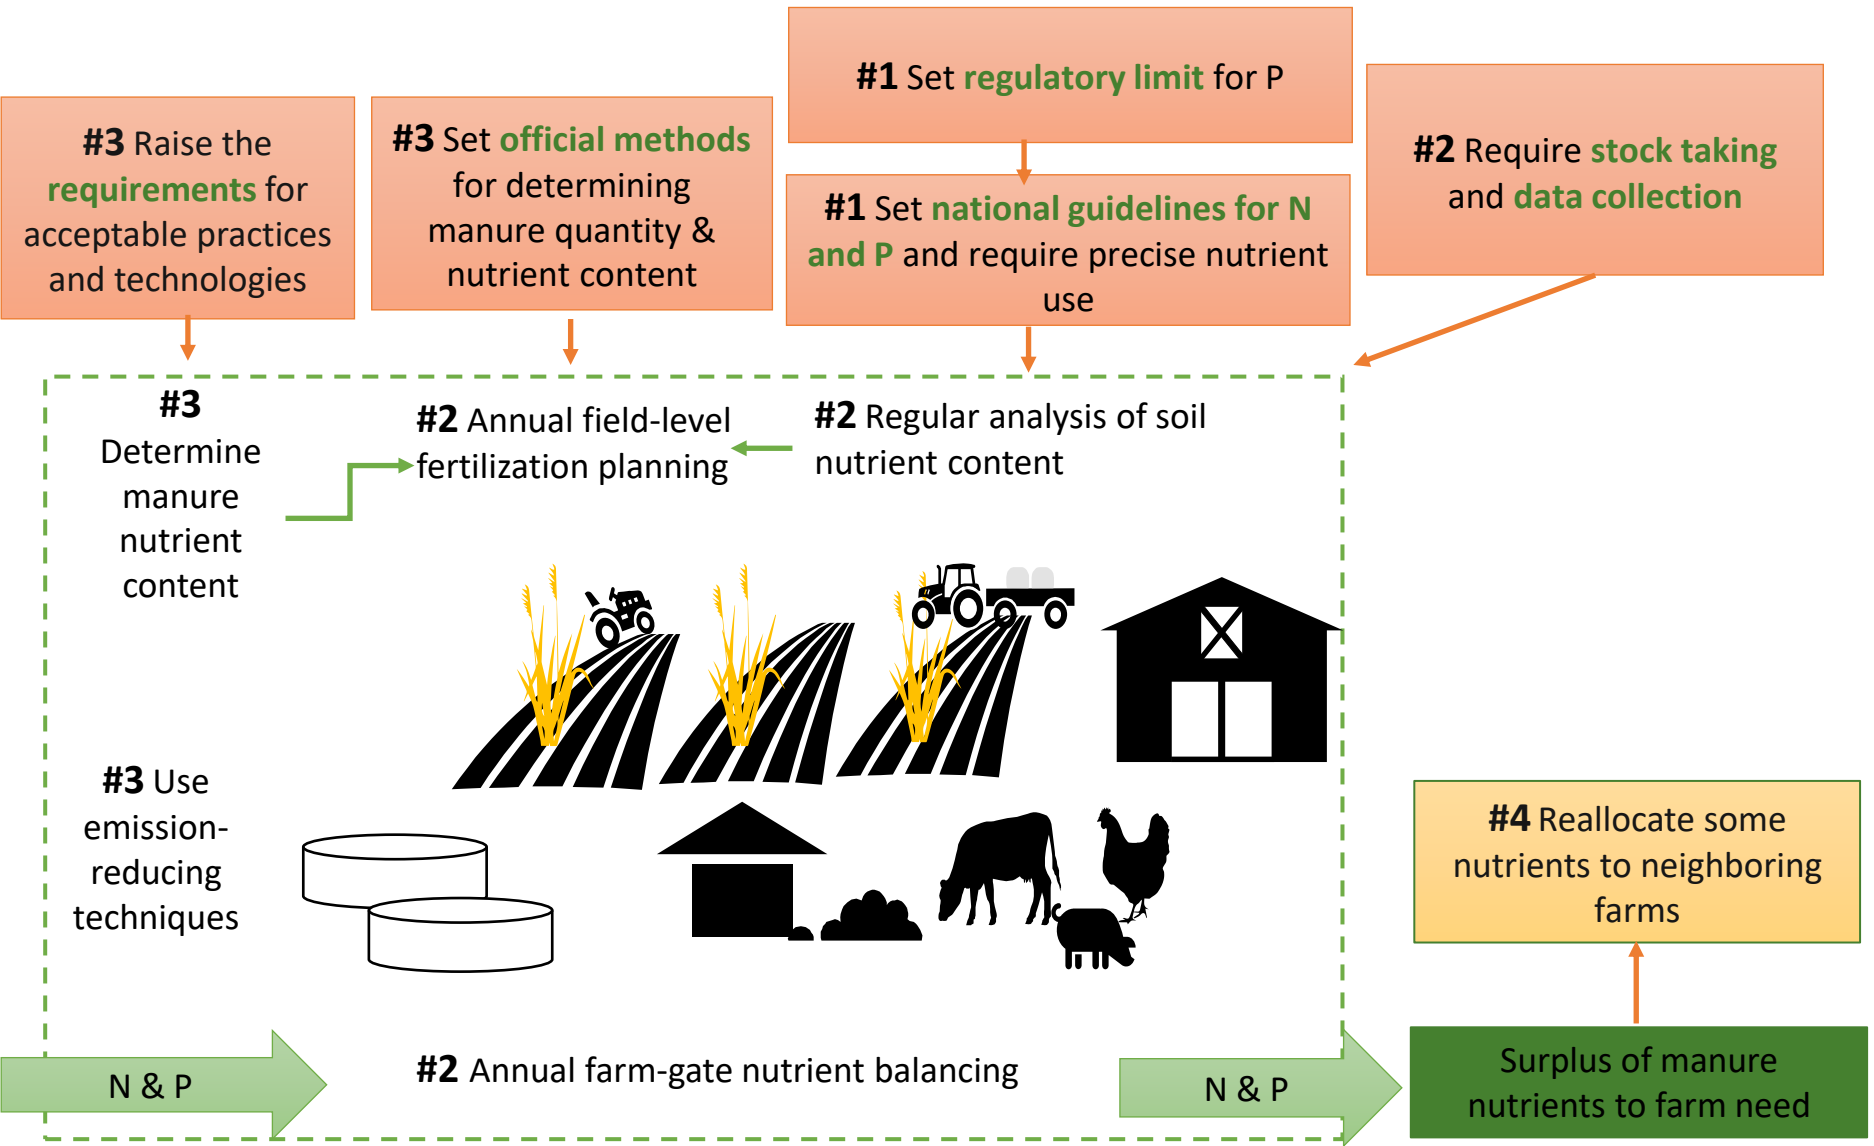 #1 Set regulatory limit for P
#3 Raise the
requirements for
acceptable practices
and technologies
#3 Set official methods
for determining
manure quantity &
nutrient content
#1 Set national guidelines for N
and P and require precise nutrient
use
#2 Require stock taking
and data collection
#3
Determine
manure
nutrient
content
#2 Annual field-level
fertilization planning
#2 Regular analysis of soil
nutrient content
#3 Use
emission-
reducing
techniques
#4 Reallocate some
nutrients to neighboring
farms
N & P
#2 Annual farm-gate nutrient balancing
N & P
Surplus of manure
nutrients to farm need